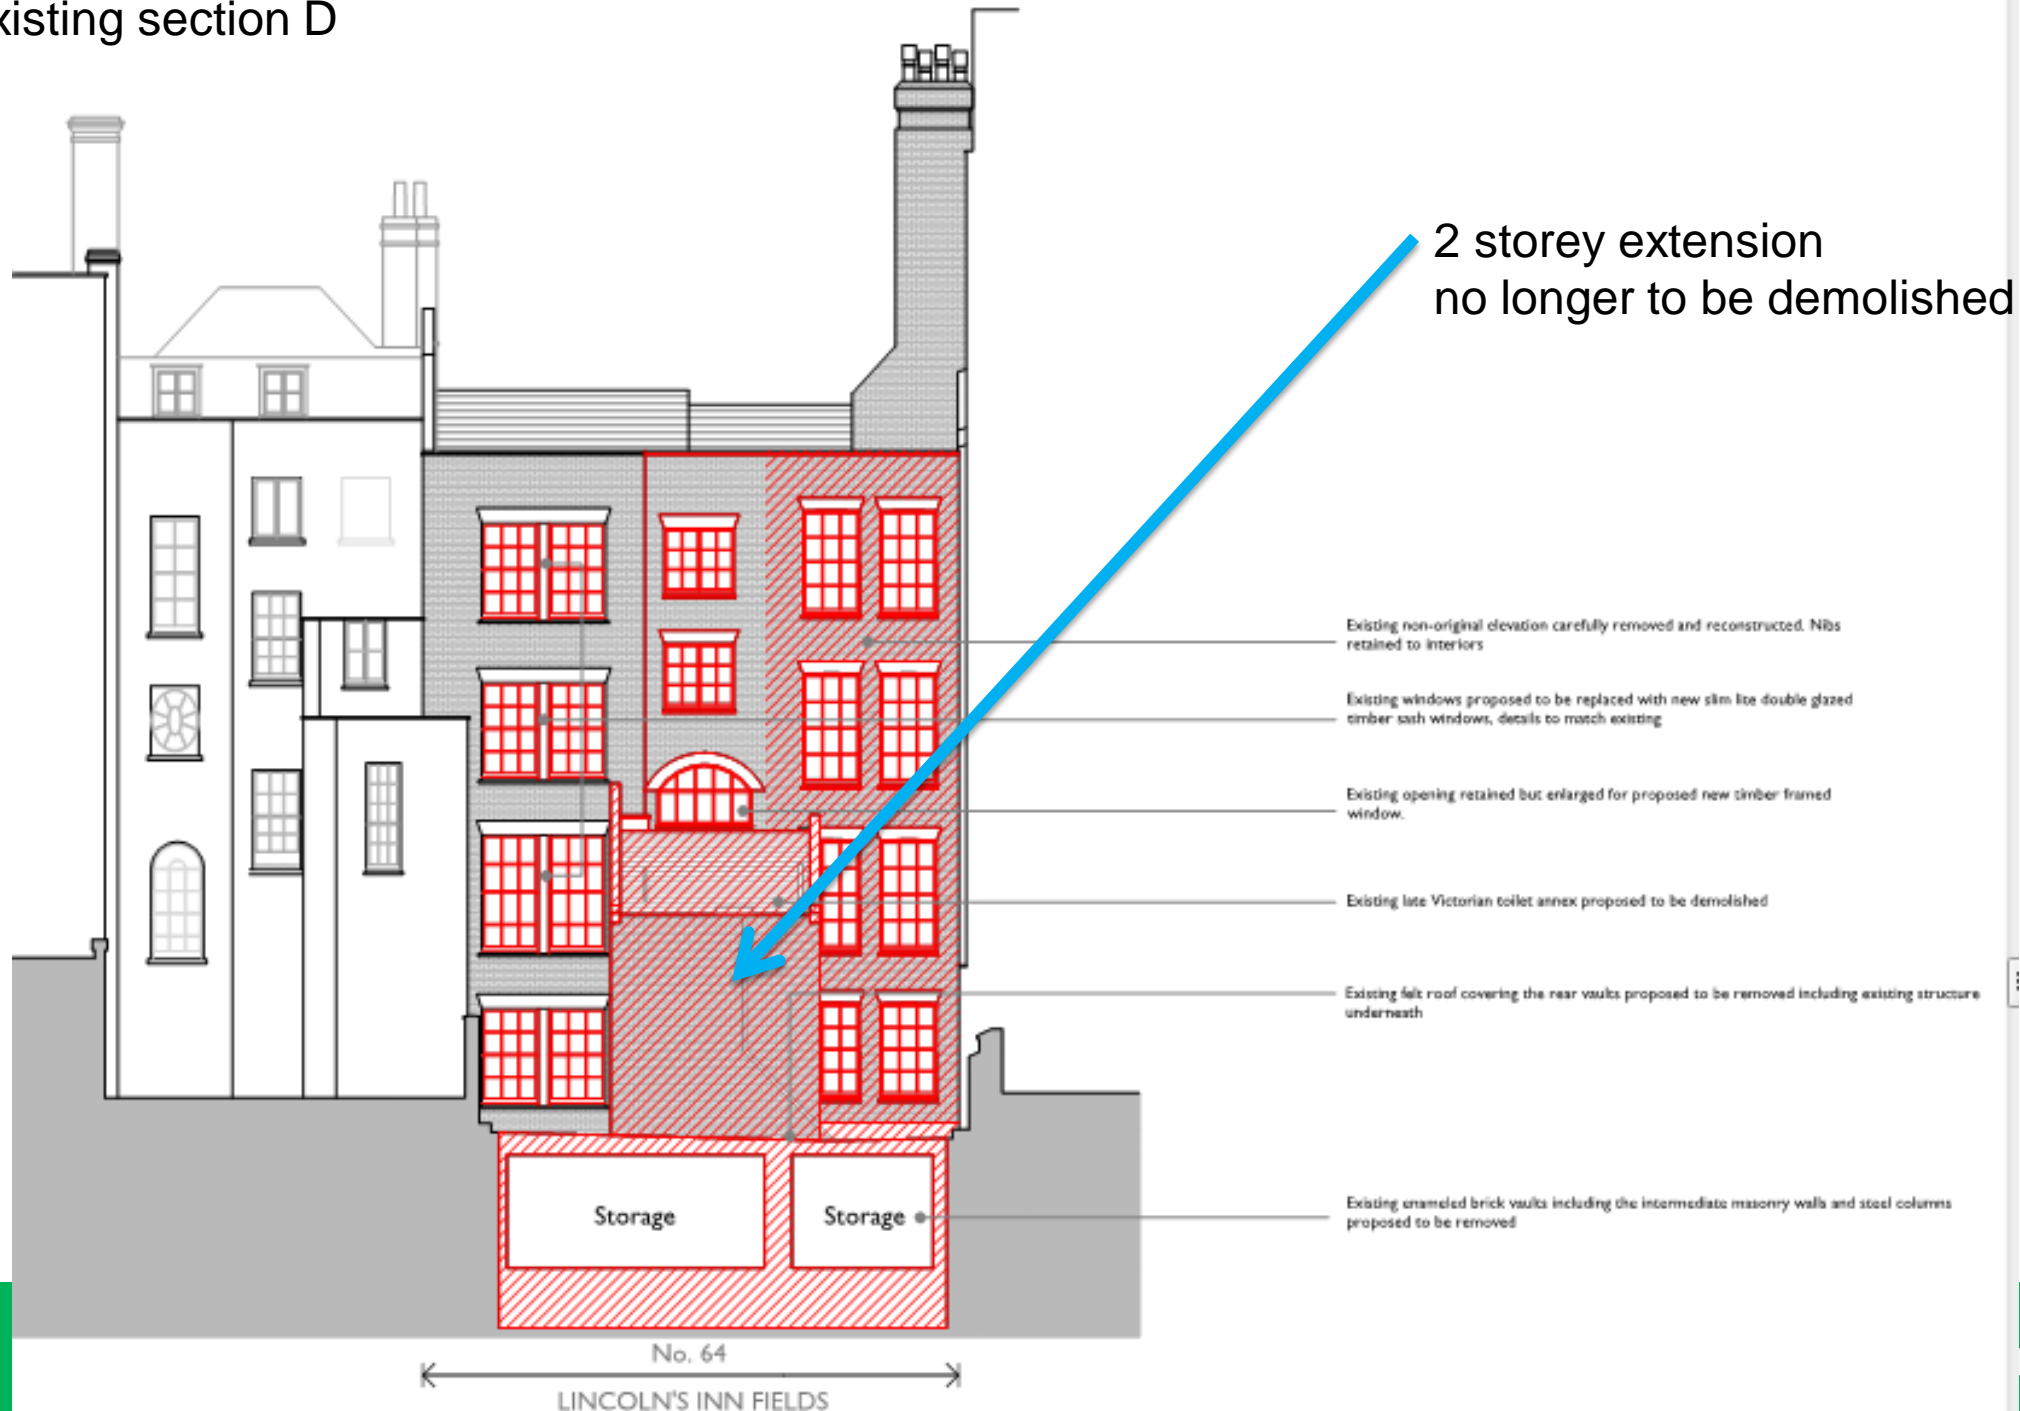 xisting section D
2 storey extension
no longer to be demolished
Existing non-original elevation carefully removed and reconstructed. Nibs
retained to interiors
Existing windows proposed to be replaced with new slim lite double glazed
timber sash windows, details to match existing
Existing opening retained but enlarged for proposed new timber framed
window.
Existing late Victorian toilet annex proposed to be demolished
Existing felt roof covering the rear vaults proposed to be removed including existing structure
underneath
Storage
Storage
Existing enameled brick vaults including the intermediate masonry walls and steel columns
proposed to be removed
No. 64
LINCOLN'S INN FIELDS